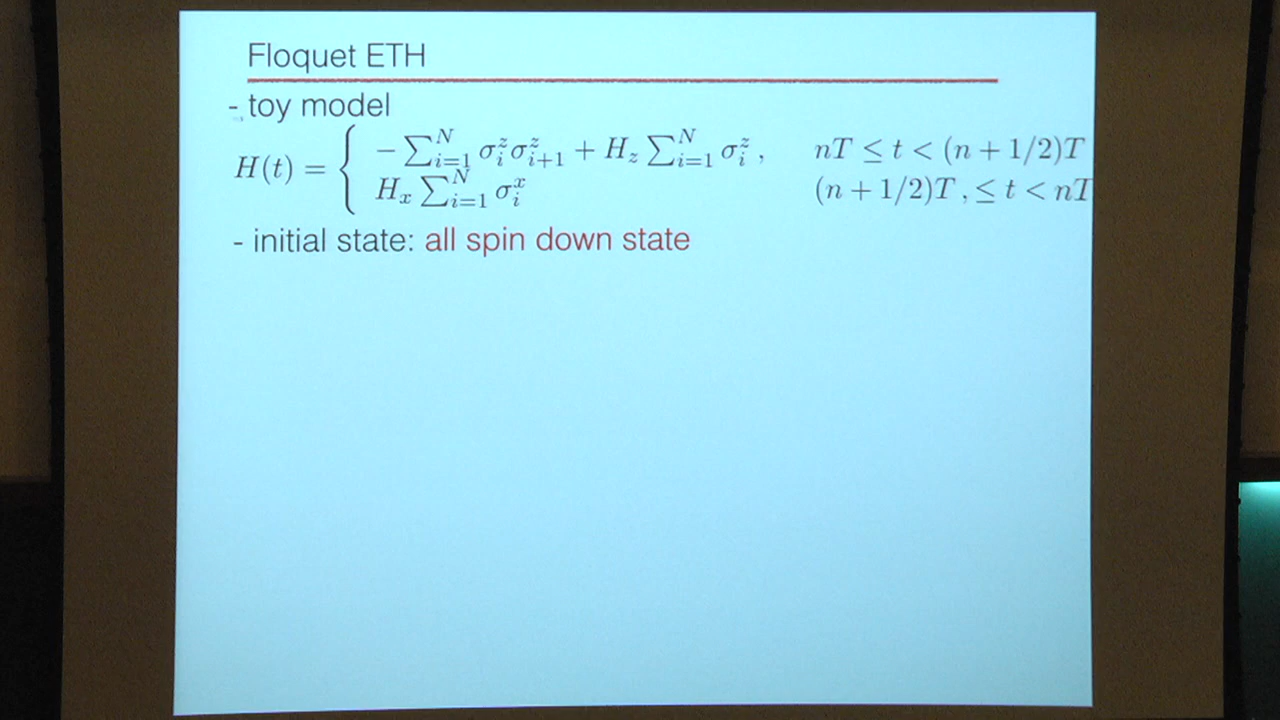 Floquet ETH
- toy model
H(t) = { −∑_{i=1}^{N} σ_i^z σ_{i+1}^z + H_z ∑_{i=1}^{N} σ_i^z , nT ≤ t < (n + 1/2)T
H_x ∑_{i=1}^{N} σ_i^x (n + 1/2)T , ≤ t < nT
- initial state: all spin down state